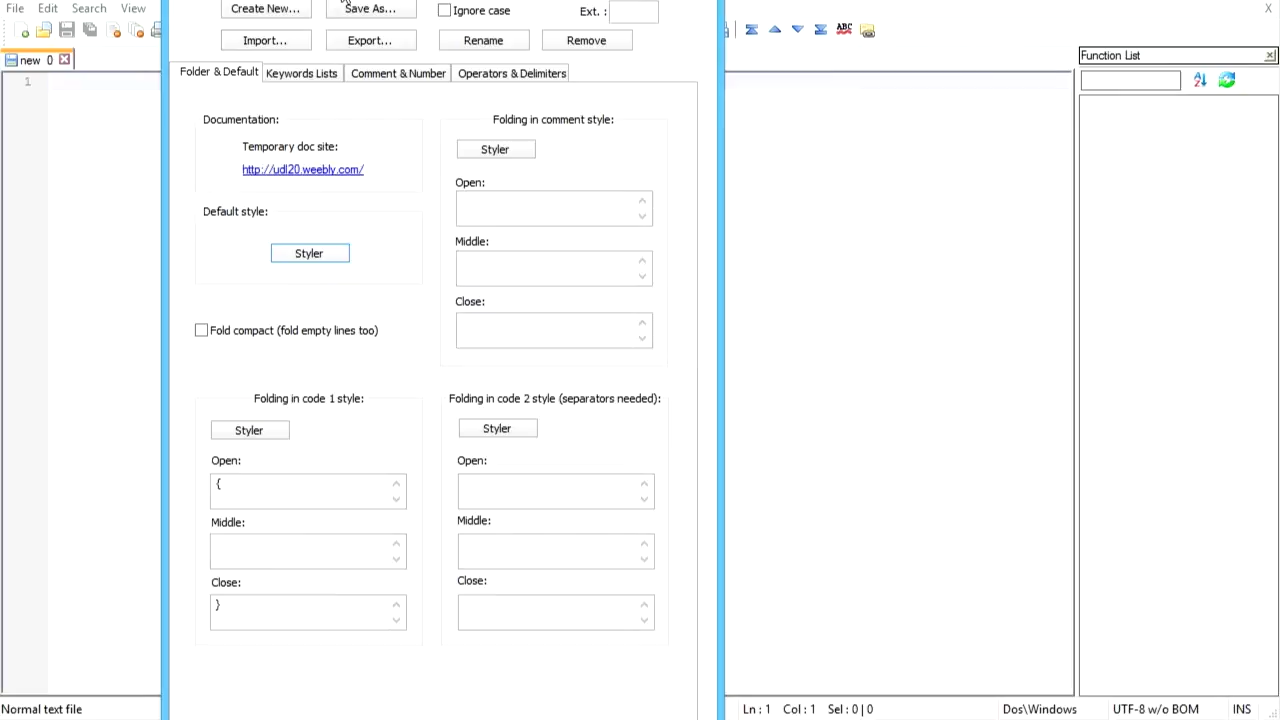 File Edit Search View
Create New... Save As... Ignore case Ext. :
X
Import... Export... Rename Remove
ABC
new 0
Function List
Folder & Default Keywords Lists Comment & Number Operators & Delimiters
1
Documentation:
Temporary doc site:
http://udl20.weebly.com/
Default style:
Styler
Fold compact (fold empty lines too)
Folding in comment style:
Styler
Open:
Middle:
Close:
Folding in code 1 style:
Styler
Open:
{
Middle:
Close:
}
Folding in code 2 style (separators needed):
Styler
Open:
Middle:
Close:
Normal text file Ln : 1 Col : 1 Sel : 0 | 0 Dos\Windows UTF-8 w/o BOM INS